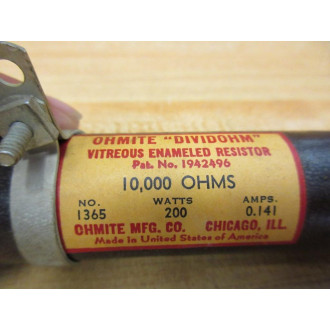 OHMITE "DIVIDOHM"
VITREOUS ENAMELED RESISTOR
Pat. No. 1942496
10,000 OHMS
NO. WATTS AMPS.
1365 200 0.141
OHMITE MFG. CO. CHICAGO, ILL.
Made in United States of America